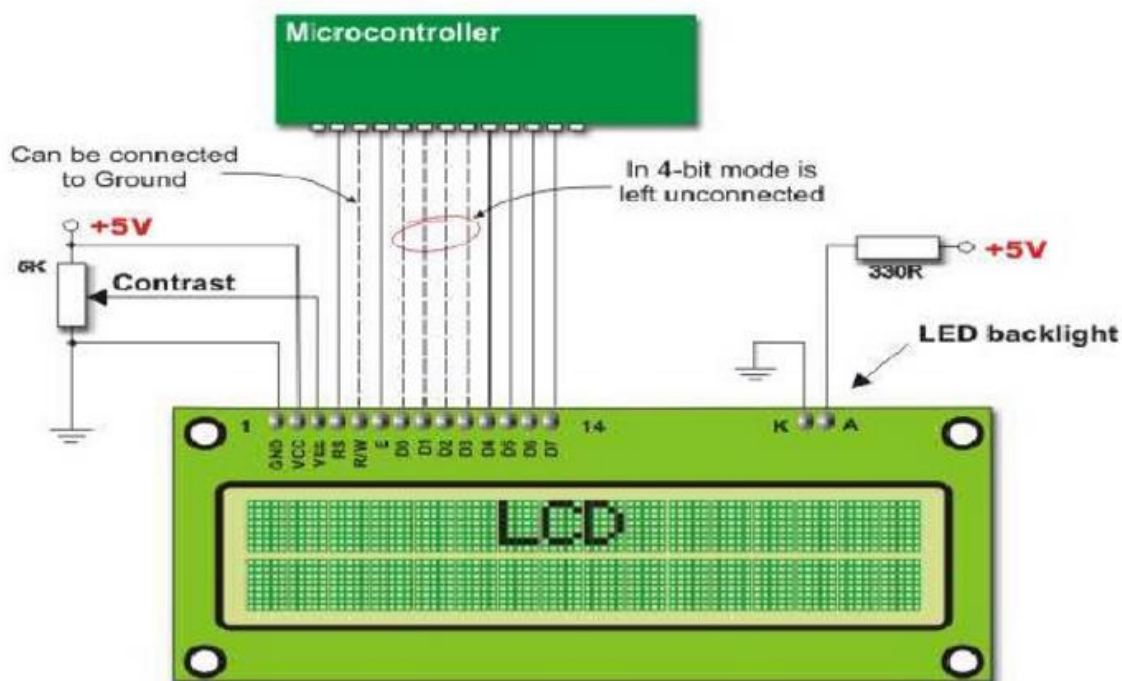 Microcontroller
Can be connected
to Ground
In 4-bit mode is
left unconnected
+5V
5K
Contrast
330R
+5V
LED backlight
1
GND
VCC
VEE
RS
R/W
E
D0
D1
D2
D3
D4
D5
D6
D7
14
K
A
LCD